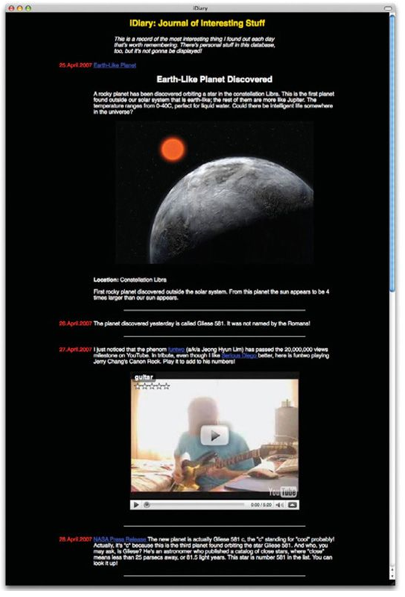 IDiary
IDiary: Journal of Interesting Stuff
This is a record of the most interesting thing I found out each day
that's worth remembering. There's personal stuff in this database,
too, but it's not gonna be displayed!
25.April.2007 Earth-Like Planet
Earth-Like Planet Discovered
A rocky planet has been discovered orbiting a star in the constellation Libra. This is the first planet
found outside our solar system that is earth-like; the rest of them are more like Jupiter. The
temperature ranges from 0-40C, perfect for liquid water. Could there be intelligent life somewhere
in the universe?
Location: Constellation Libra
First rocky planet discovered outside the solar system. From this planet the sun appears to be 4
times larger than our sun appears.
26.April.2007 The planet discovered yesterday is called Gliese 581. It was not named by the Romans!
27.April.2007 I just noticed that the phenom funtwo (a/k/a Jeong Hyun Lim) has passed the 20,000,000 views
milestone on YouTube. In tribute, even though I like better, here is funtwo playing
Jerry Chang's Canon Rock. Play it to add to his numbers!
guitar
YouTube
0:00 / 5:20
28.April.2007 NASA Press Release The new planet is actually Gliese 581 c, the "c" standing for "cool" probably!
Actually, it's "c" because this is the third planet found orbiting the star Gliese 581. And who, you
may ask, is Gliese? He's an astronomer who published a catalog of close stars, where "close"
means less than 25 parsecs away, or 81.5 light years. This star is number 581 in the list. You can
look it up!